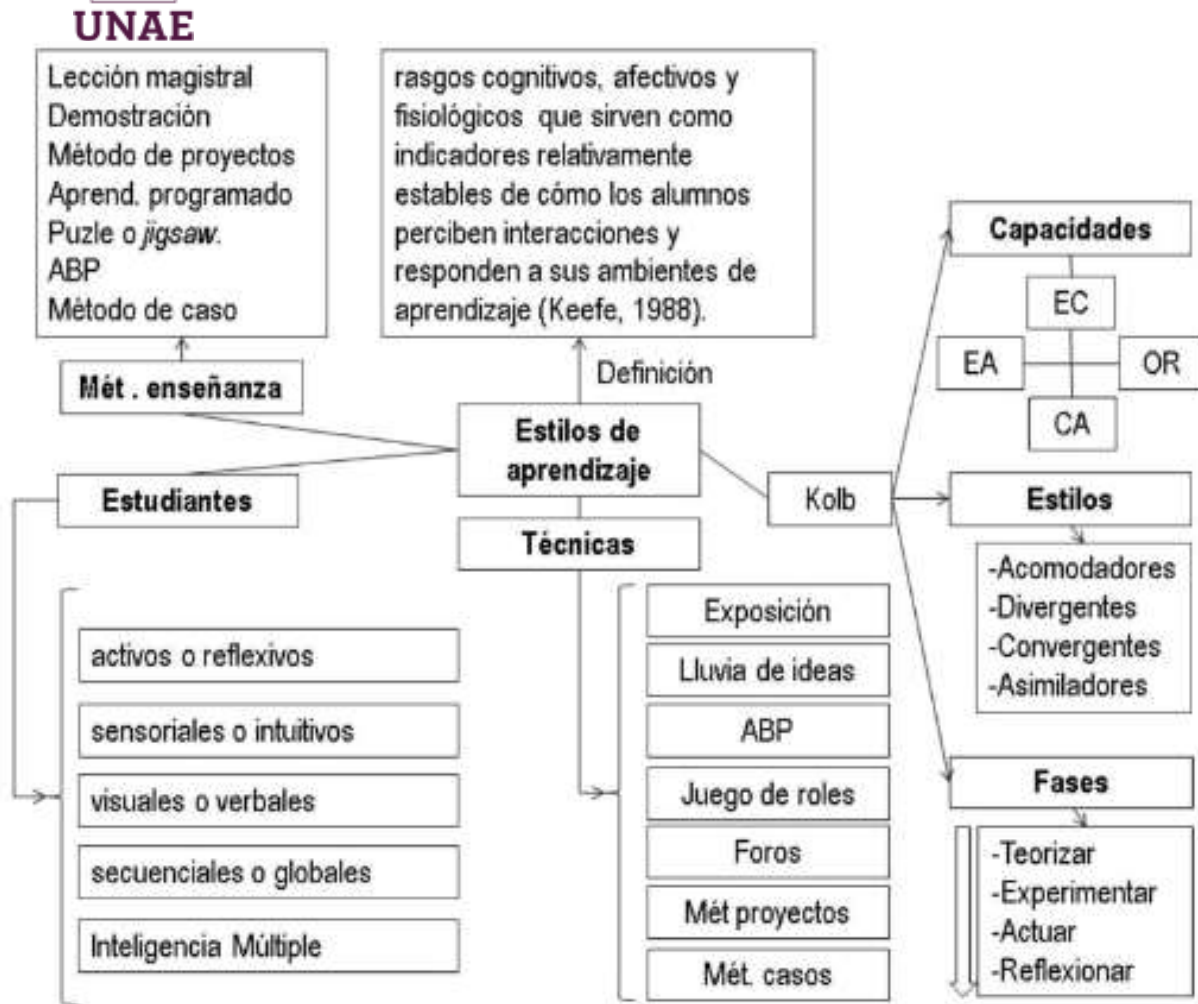 UNAE
Lección magistral
Demostración
Método de proyectos
Aprend. programado
Puzle o jigsaw.
ABP
Método de caso
rasgos cognitivos, afectivos y
fisiológicos que sirven como
indicadores relativamente
estables de cómo los alumnos
perciben interacciones y
responden a sus ambientes de
aprendizaje (Keefe, 1988).
Mét . enseñanza
Definición
Estilos de
aprendizaje
Estudiantes
activos o reflexivos
sensoriales o intuitivos
visuales o verbales
secuenciales o globales
Inteligencia Múltiple
Técnicas
Exposición
Lluvia de ideas
ABP
Juego de roles
Foros
Mét proyectos
Mét. casos
Kolb
Capacidades
EC
EA
OR
CA
Estilos
-Acomodadores
-Divergentes
-Convergentes
-Asimiladores
Fases
-Teorizar
-Experimentar
-Actuar
-Reflexionar